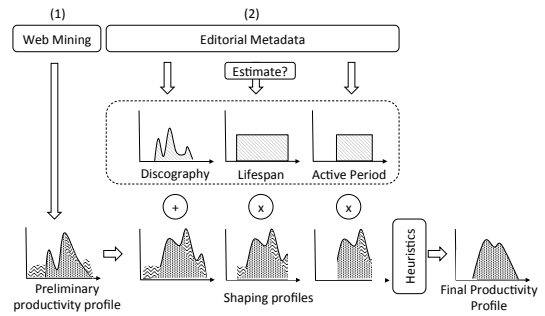 (1)
(2)
Web Mining
Editorial Metadata
Estimate?
Discography
Lifespan
Active Period
+
x
x
Heuristics
Preliminary
productivity profile
Shaping profiles
Final Productivity
Profile